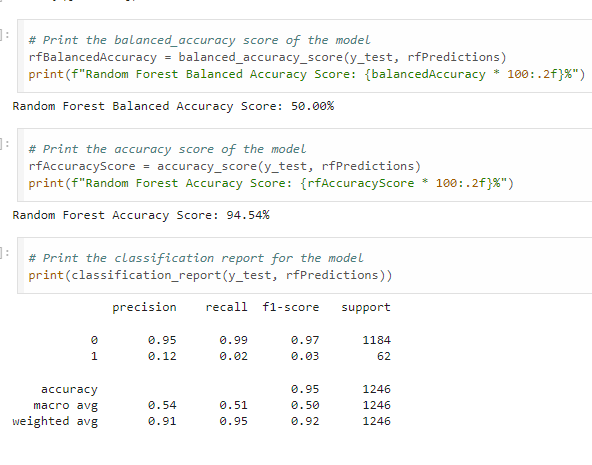 ]: # Print the balanced_accuracy score of the model
rfBalancedAccuracy = balanced_accuracy_score(y_test, rfPredictions)
print(f"Random Forest Balanced Accuracy Score: {balancedAccuracy * 100:.2f}%")
Random Forest Balanced Accuracy Score: 50.00%
]: # Print the accuracy score of the model
rfAccuracyScore = accuracy_score(y_test, rfPredictions)
print(f"Random Forest Accuracy Score: {rfAccuracyScore * 100:.2f}%")
Random Forest Accuracy Score: 94.54%
]: # Print the classification report for the model
print(classification_report(y_test, rfPredictions))
precision recall f1-score support
0 0.95 0.99 0.97 1184
1 0.12 0.02 0.03 62
accuracy 0.95 1246
macro avg 0.54 0.51 0.50 1246
weighted avg 0.91 0.95 0.92 1246